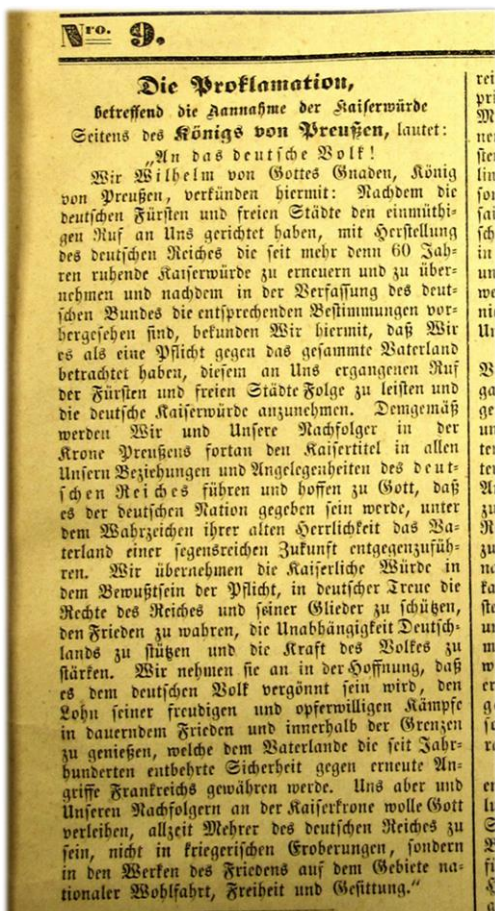 Nro. 9.
Die Proklamation,
betreffend die Aannahme der Kaiserwürde
Seitens des Königs von Preußen, lautet:
„An das deutsche Volk!
Wir Wilhelm von Gottes Gnaden, König
von Preußen, verkünden hiermit: Nachdem die
deutschen Fürsten und freien Städte den einmüthi-
gen Ruf an Uns gerichtet haben, mit Herstellung
des deutschen Reiches die seit mehr denn 60 Jah-
ren ruhende Kaiserwürde zu erneuern und zu über-
nehmen und nachdem in der Verfassung des deut-
schen Bundes die entsprechenden Bestimmungen vor-
hergesehen sind, bekunden Wir hiermit, daß Wir
es als eine Pflicht gegen das gesammte Vaterland
betrachtet haben, diesem an Uns ergangenen Ruf
der Fürsten und freien Städte Folge zu leisten und
die deutsche Kaiserwürde anzunehmen. Demgemäß
werden Wir und Unsere Nachfolger in der
Krone Preußens fortan den Kaisertitel in allen
Unsern Beziehungen und Angelegenheiten des deut-
schen Reiches führen und hoffen zu Gott, daß
es der deutschen Nation gegeben sein werde, unter
dem Wahrzeichen ihrer alten Herrlichkeit das Va-
terland einer segensreichen Zukunft entgegenzufüh-
ren. Wir übernehmen die Kaiserliche Würde in
dem Bewußtsein der Pflicht, in deutscher Treue die
Rechte des Reiches und seiner Glieder zu schützen,
den Frieden zu wahren, die Unabhängigkeit Deutsch-
lands zu stützen und die Kraft des Volkes zu
stärken. Wir nehmen sie an in der Hoffnung, daß
es dem deutschen Volk vergönnt sein wird, den
Lohn seiner freudigen und opferwilligen Kämpfe
in dauerndem Frieden und innerhalb der Grenzen
zu genießen, welche dem Vaterlande die seit Jahr-
hunderten entbehrte Sicherheit gegen erneute An-
griffe Frankreichs gewähren werde. Uns aber und
Unseren Nachfolgern an der Kaiserkrone wolle Gott
verleihen, allzeit Mehrer des deutschen Reiches zu
sein, nicht in kriegerischen Eroberungen, sondern
in den Werken des Friedens auf dem Gebiete na-
tionaler Wohlfahrt, Freiheit und Gesittung.“